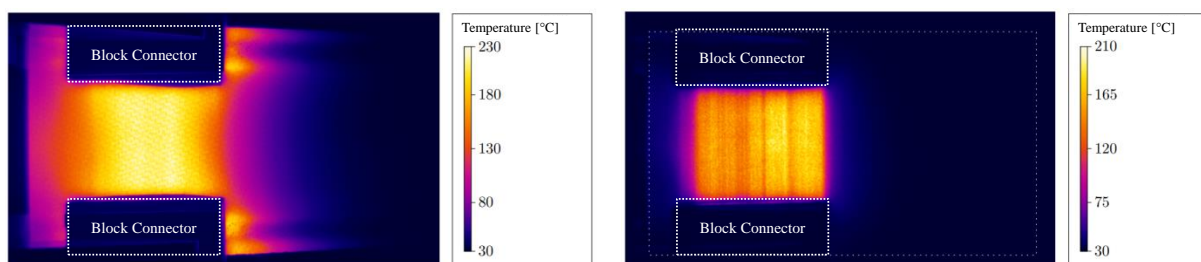 Temperature [°C]
Block Connector
230
180
130
80
30
Block Connector
Temperature [°C]
Block Connector
210
165
120
75
30
Block Connector